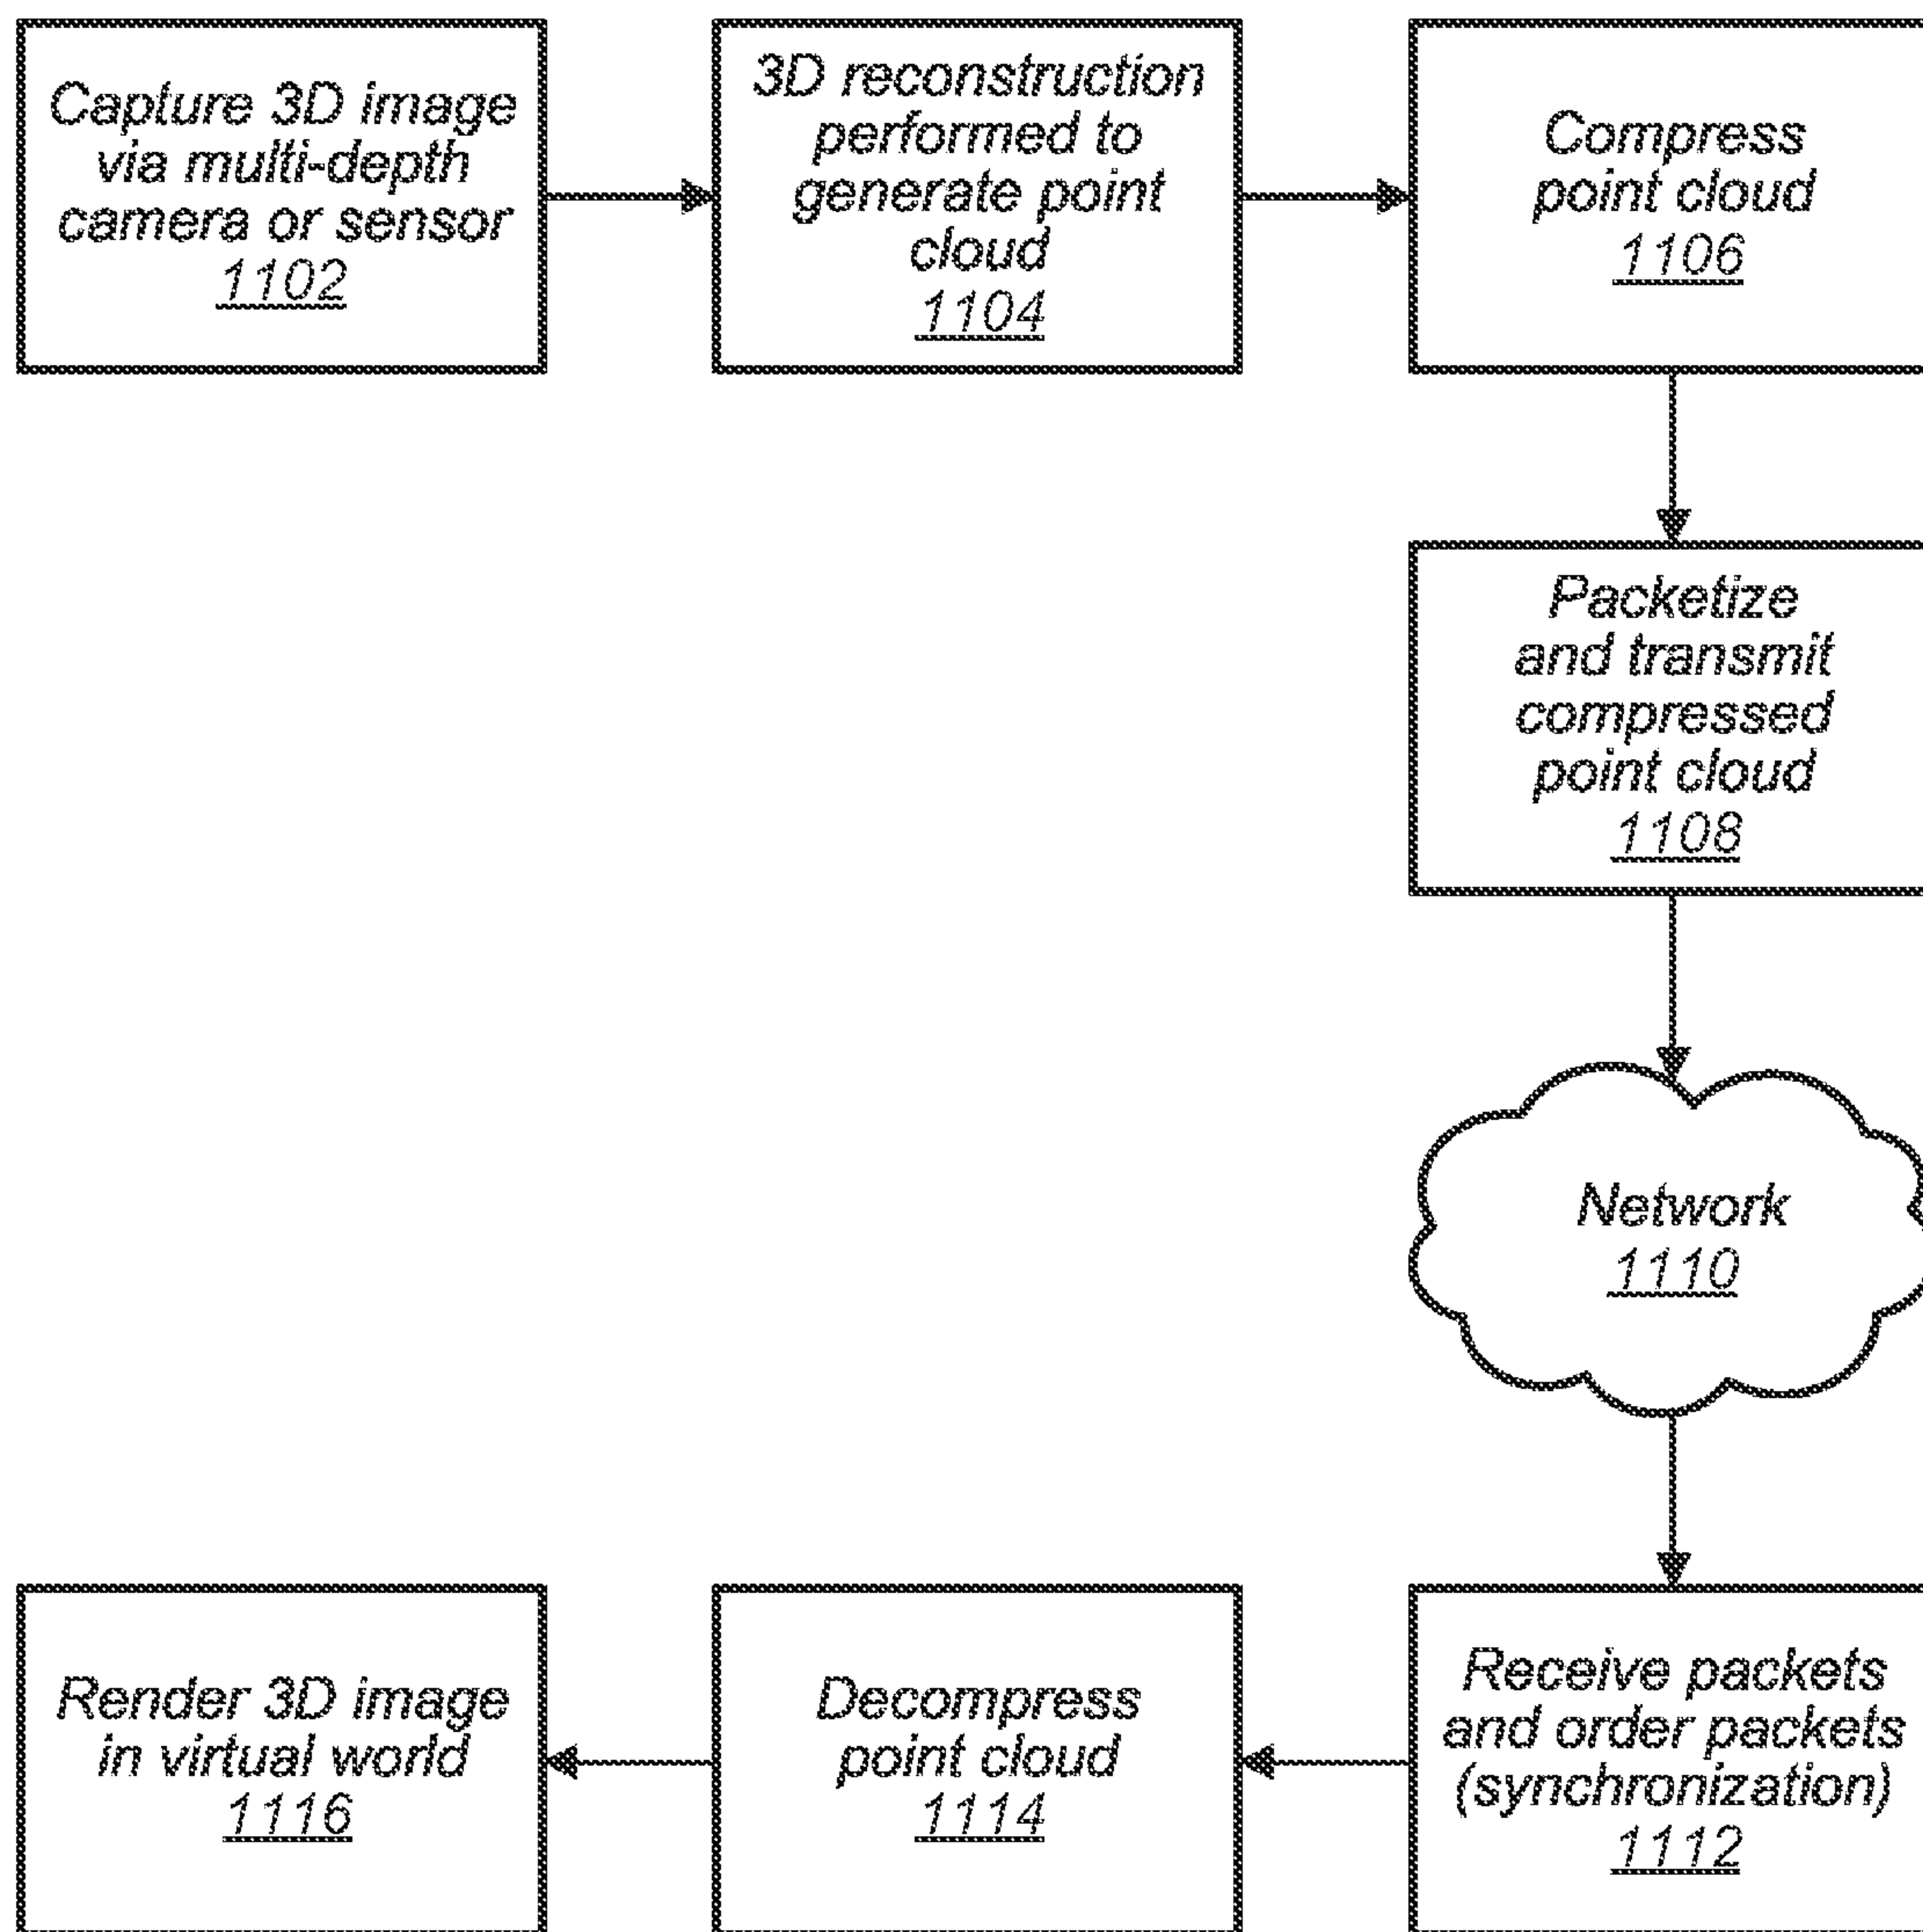 Capture 3D image
via multi-depth
camera or sensor
1102
3D reconstruction
performed to
generate point
cloud
1104
Compress
point cloud
1106
Packetize
and transmit
compressed
point cloud
1108
Network
1110
Receive packets
and order packets
(synchronization)
1112
Decompress
point cloud
1114
Render 3D image
in virtual world
1116